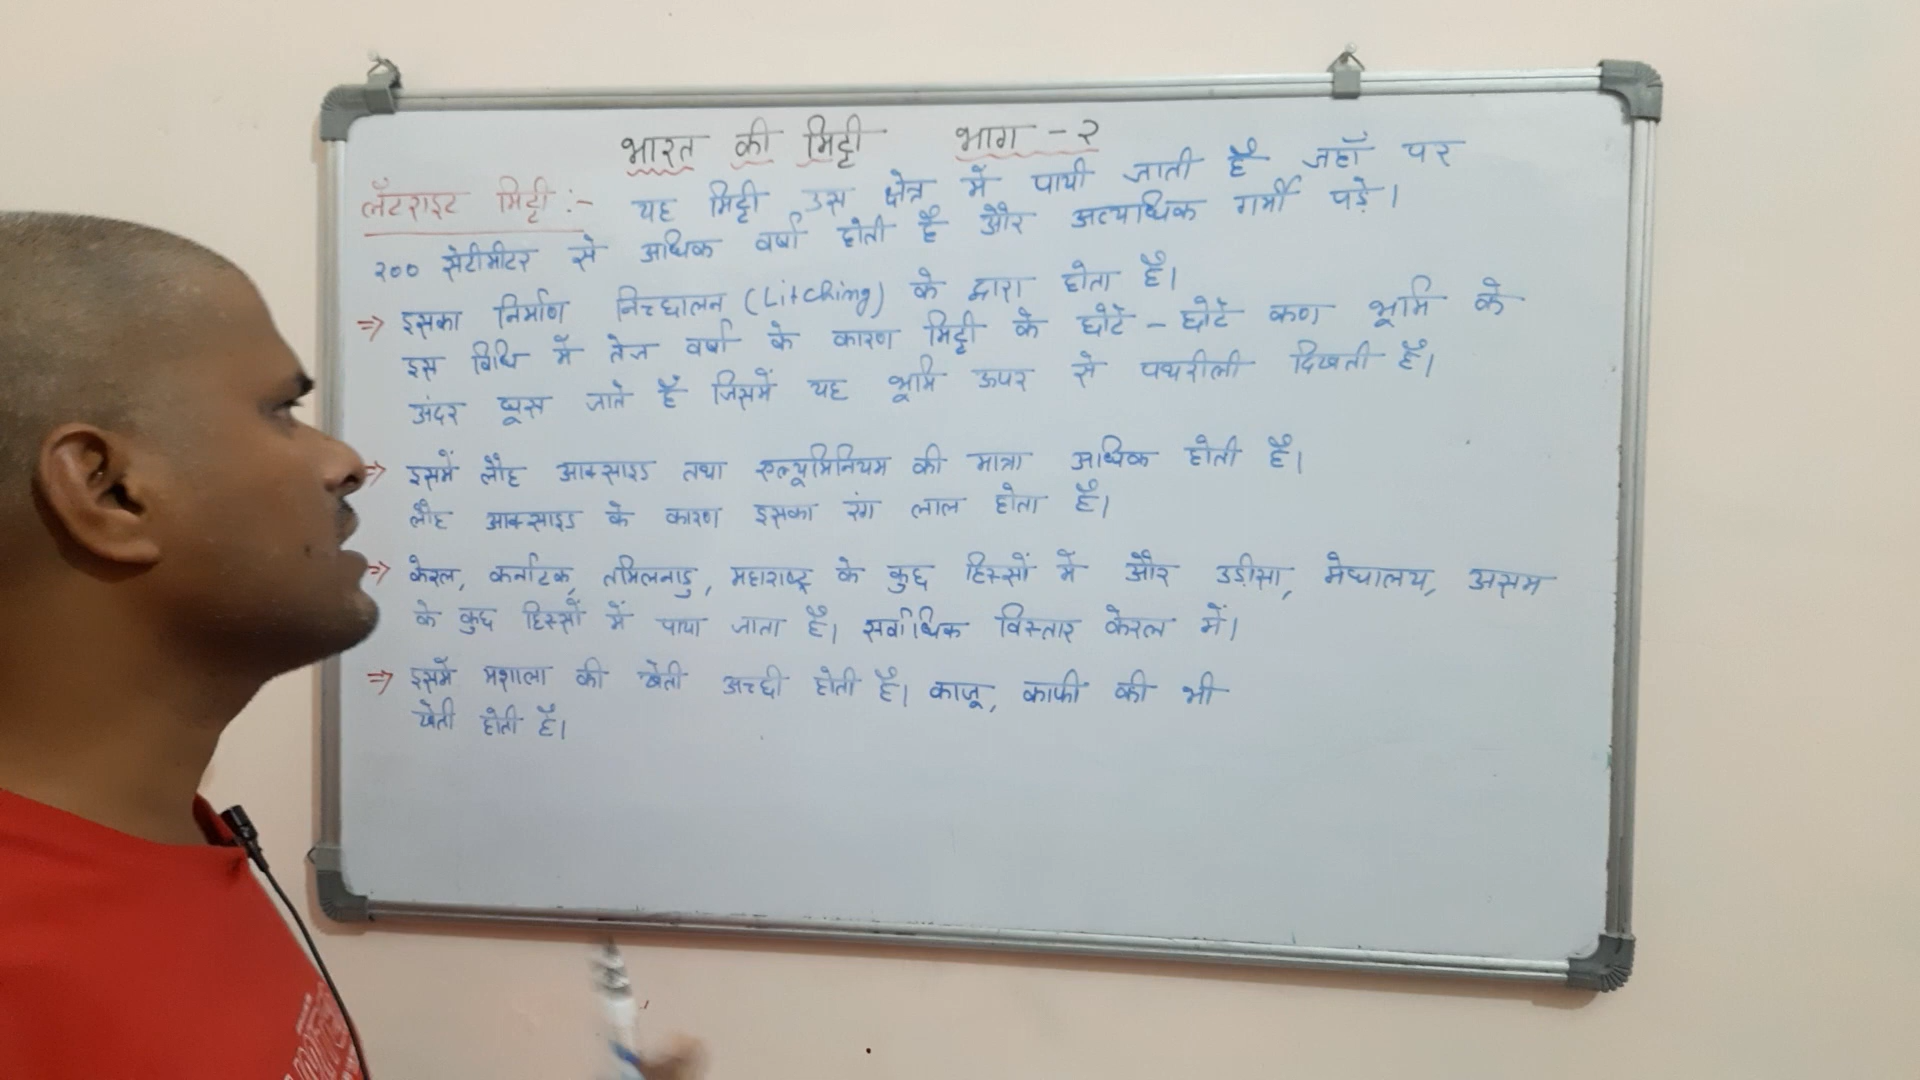 भारत की मिट्टी भाग - २
लॅटराइट मिट्टी :- यह मिट्टी उस क्षेत्र में पायी जाती हैं जहाँ पर
२०० सेटीमीटर से अधिक वर्षा होती हैं और अत्यधिक गर्मी पड़े।
⇒ इसका निर्माण निच्छालन (Litching) के द्वारा होता हैं।
इस विधि में तेज वर्षा के कारण मिट्टी के छोटे - छोटे कण भूमि के
अंदर घूस जाते हैं जिसमें यह भूमि ऊपर से पथरीली दिखती हैं।
⇒ इसमें लौह आक्साइड तथा एल्यूमिनियम की मात्रा अधिक होती हैं।
लौह आक्साइड के कारण इसका रंग लाल होता हैं।
⇒ केरल, कर्नाटक, तमिलनाडु, महाराष्ट्र के कुछ हिस्सों में और उड़ीसा, मेघालय, असम
के कुछ हिस्सों में पाया जाता हैं। सर्वाधिक विस्तार केरल में।
⇒ इसमें मशाला की खेती अच्छी होती हैं। काजू, काफी की भी
खेती होती हैं।